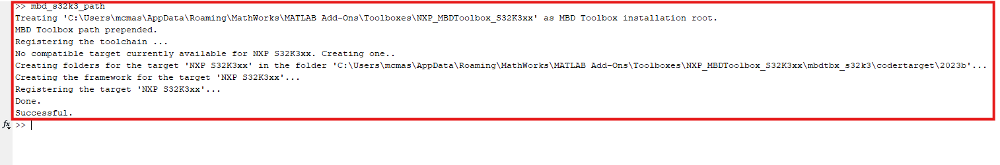 >> mbd_s32k3_path
Treating 'C:\Users\mcmas\AppData\Roaming\MathWorks\MATLAB Add-Ons\Toolboxes\NXP_MBDToolbox_S32K3xx' as MBD Toolbox installation root.
MBD Toolbox path prepended.
Registering the toolchain ...
No compatible target currently available for NXP S32K3xx. Creating one..
Creating folders for the target 'NXP S32K3xx' in the folder 'C:\Users\mcmas\AppData\Roaming\MathWorks\MATLAB Add-Ons\Toolboxes\NXP_MBDToolbox_S32K3xx\mbdtbx_s32k3\codertarget\2023b'...
Creating the framework for the target 'NXP S32K3xx'...
Registering the target 'NXP S32K3xx'...
Done.
Successful.
fx >>